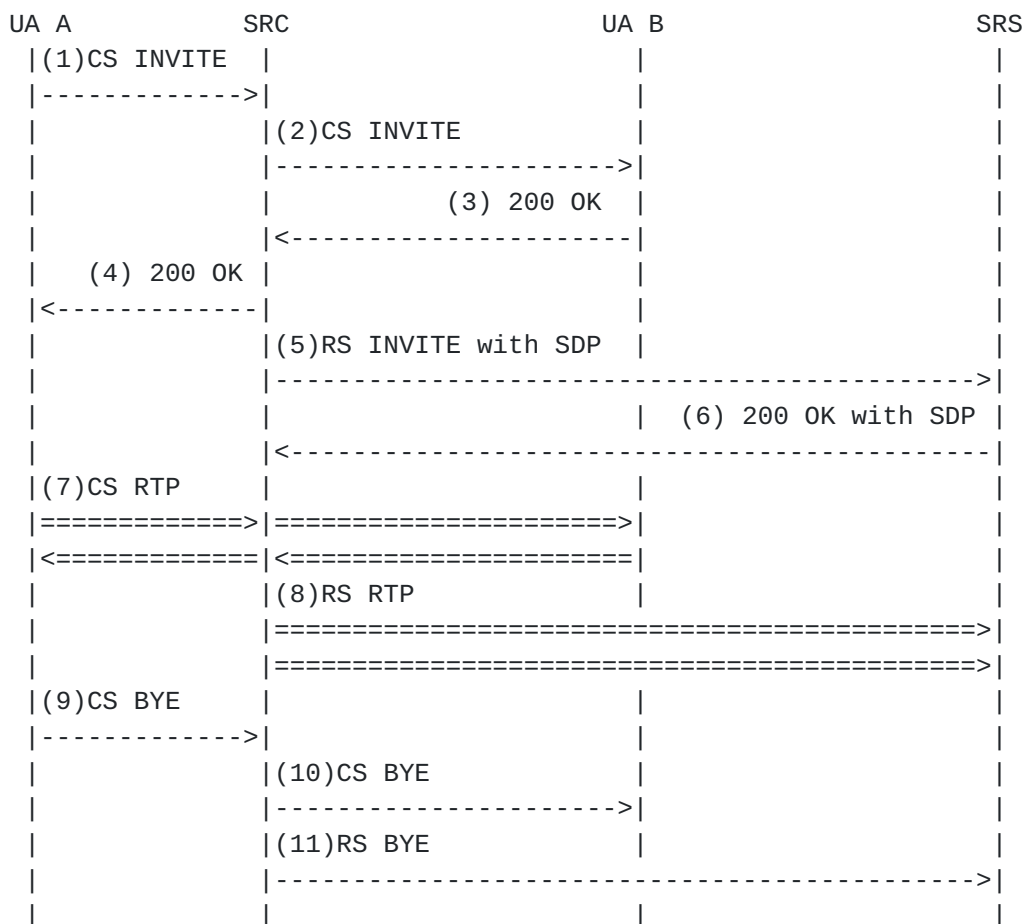 UA A SRC UA B SRS
(1)CS INVITE
(2)CS INVITE
(3) 200 OK
(4) 200 OK
(5)RS INVITE with SDP
(6) 200 OK with SDP
(7)CS RTP
(8)RS RTP
(9)CS BYE
(10)CS BYE
(11)RS BYE